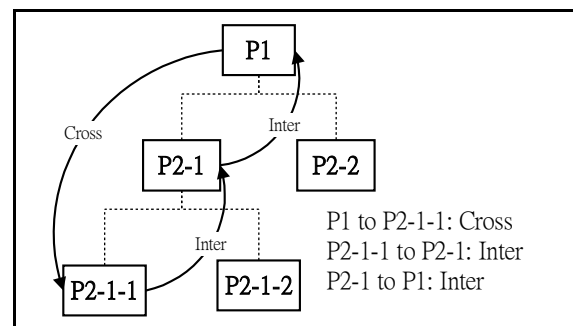 P1
Inter
Cross
P2-1
P2-2
P1 to P2-1-1: Cross
Inter
P2-1-1 to P2-1: Inter
P2-1-1
P2-1-2
P2-1 to P1: Inter